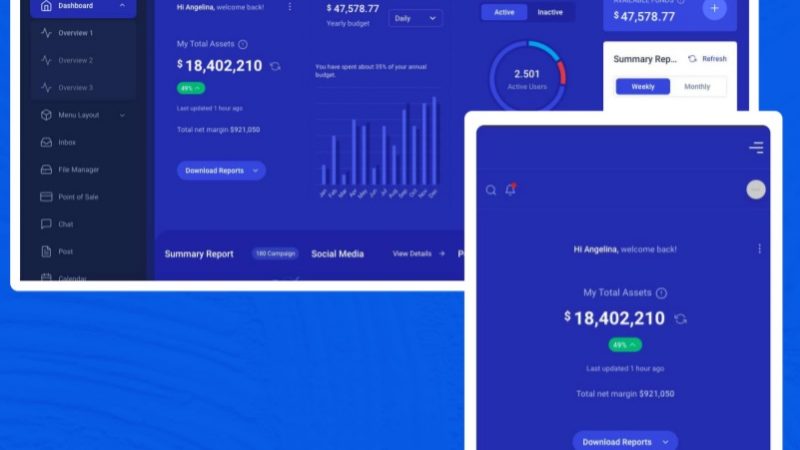 Dashboard
Overview 1
Overview 2
Overview 3
Menu Layout
Inbox
File Manager
Point of Sale
Chat
Post
Calendar
Hi Angelina, welcome back!
My Total Assets
$18,402,210
49%
Last updated 1 hour ago
Total net margin $921,050
Download Reports
$ 47,578.77
Yearly budget
Daily
You have spent about 35% of your annual
budget.
Jan Feb Mar Apr May Jun Jul Aug Sep Oct Nov Dec
Active Inactive
2.501
Active Users
AVAILABLE FUNDS
$47,578.77
Summary Rep...
Refresh
Weekly Monthly
Summary Report
180 Campaign
Social Media
View Details
Hi Angelina, welcome back!
My Total Assets
$18,402,210
49%
Last updated 1 hour ago
Total net margin $921,050
Download Reports